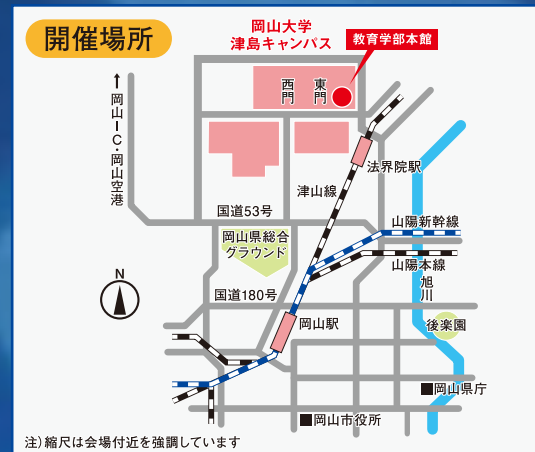 開催場所
岡山大学
津島キャンパス
教育学部本館
西門
東門
↑岡山IC・岡山空港
法界院駅
津山線
国道53号
山陽新幹線
岡山県総合
グラウンド
山陽本線
旭川
N
国道180号
岡山駅
後楽園
■岡山県庁
■岡山市役所
注)縮尺は会場付近を強調しています